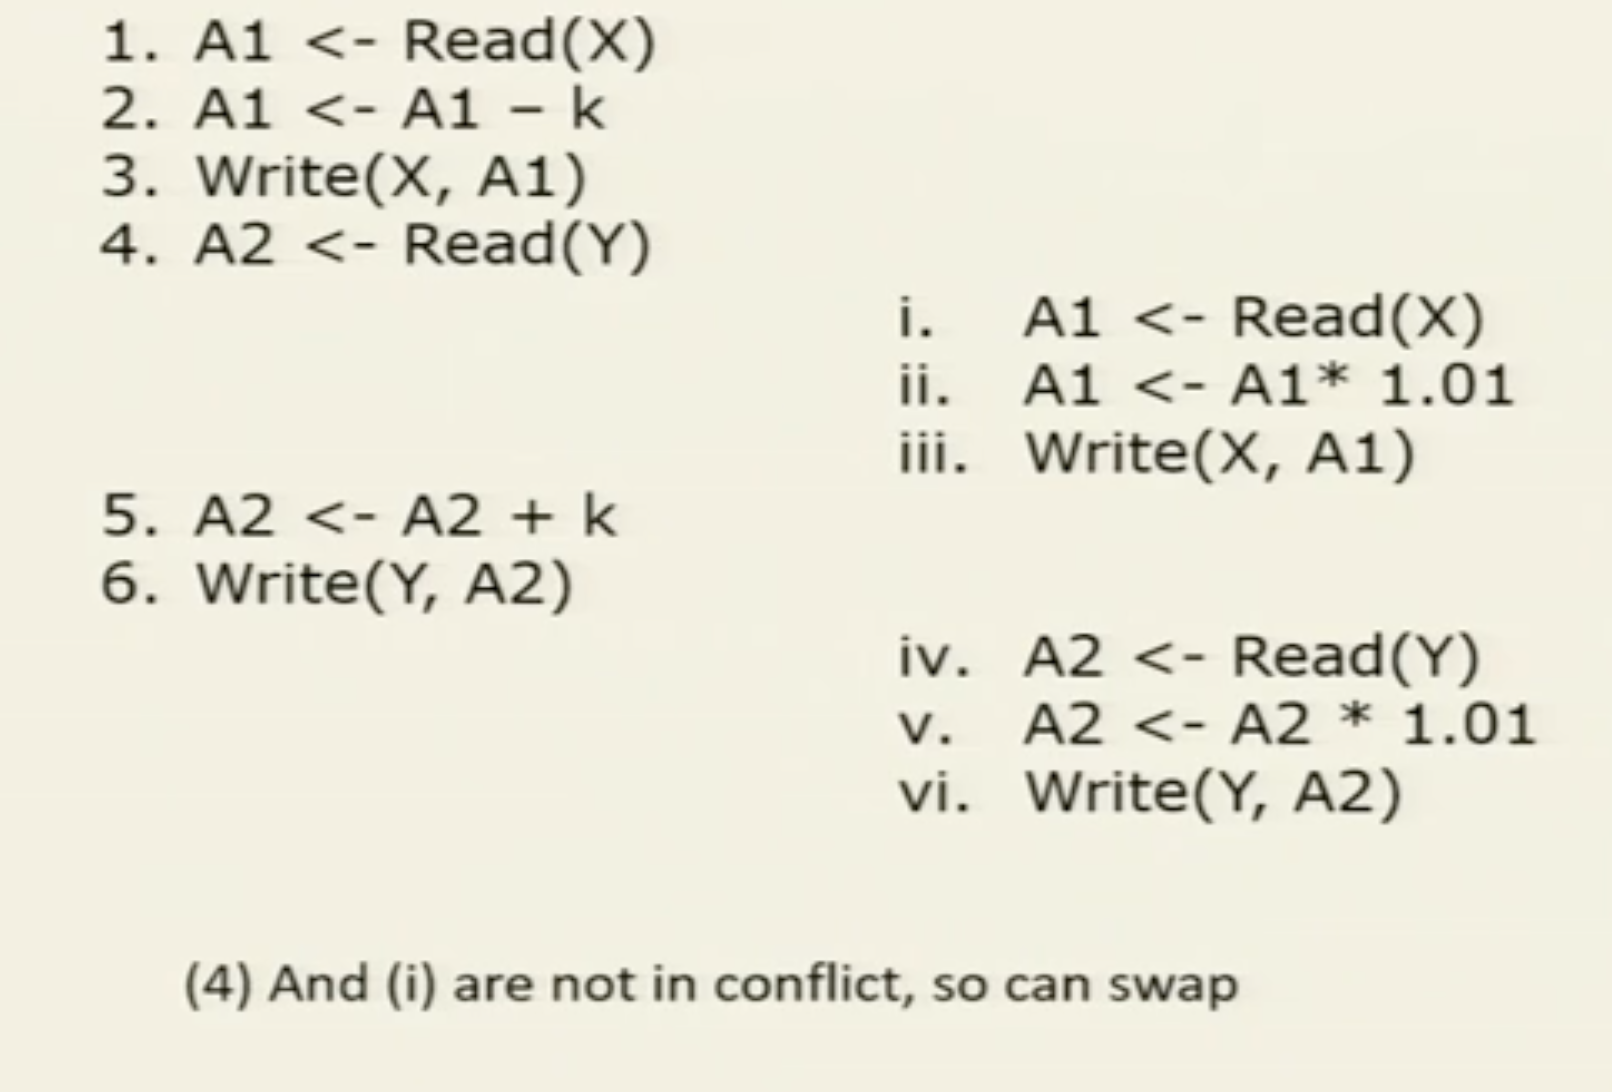 1. A1 <- Read(X)
2. A1 <- A1 – k
3. Write(X, A1)
4. A2 <- Read(Y)
i. A1 <- Read(X)
ii. A1 <- A1* 1.01
iii. Write(X, A1)
5. A2 <- A2 + k
6. Write(Y, A2)
iv. A2 <- Read(Y)
v. A2 <- A2 * 1.01
vi. Write(Y, A2)
(4) And (i) are not in conflict, so can swap